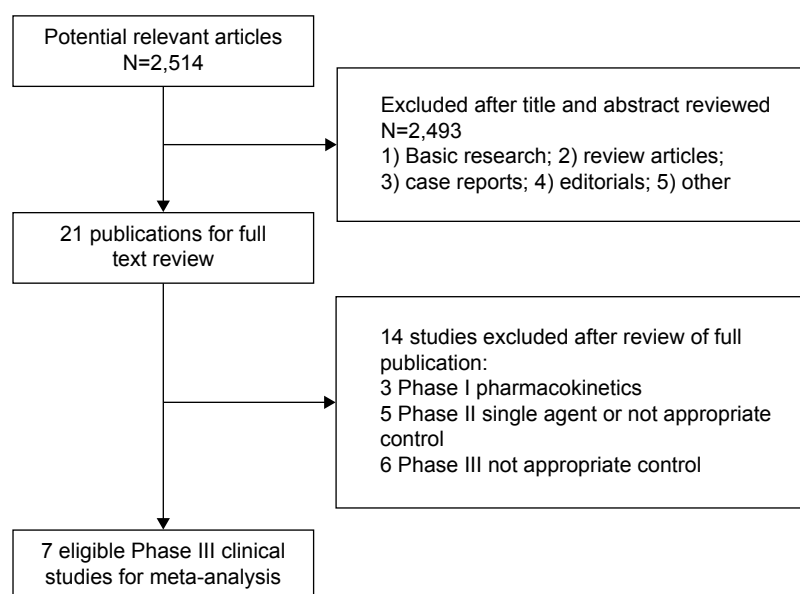 Potential relevant articles
N=2,514
Excluded after title and abstract reviewed
N=2,493
1) Basic research; 2) review articles;
3) case reports; 4) editorials; 5) other
21 publications for full
text review
14 studies excluded after review of full
publication:
3 Phase I pharmacokinetics
5 Phase II single agent or not appropriate
control
6 Phase III not appropriate control
7 eligible Phase III clinical
studies for meta-analysis